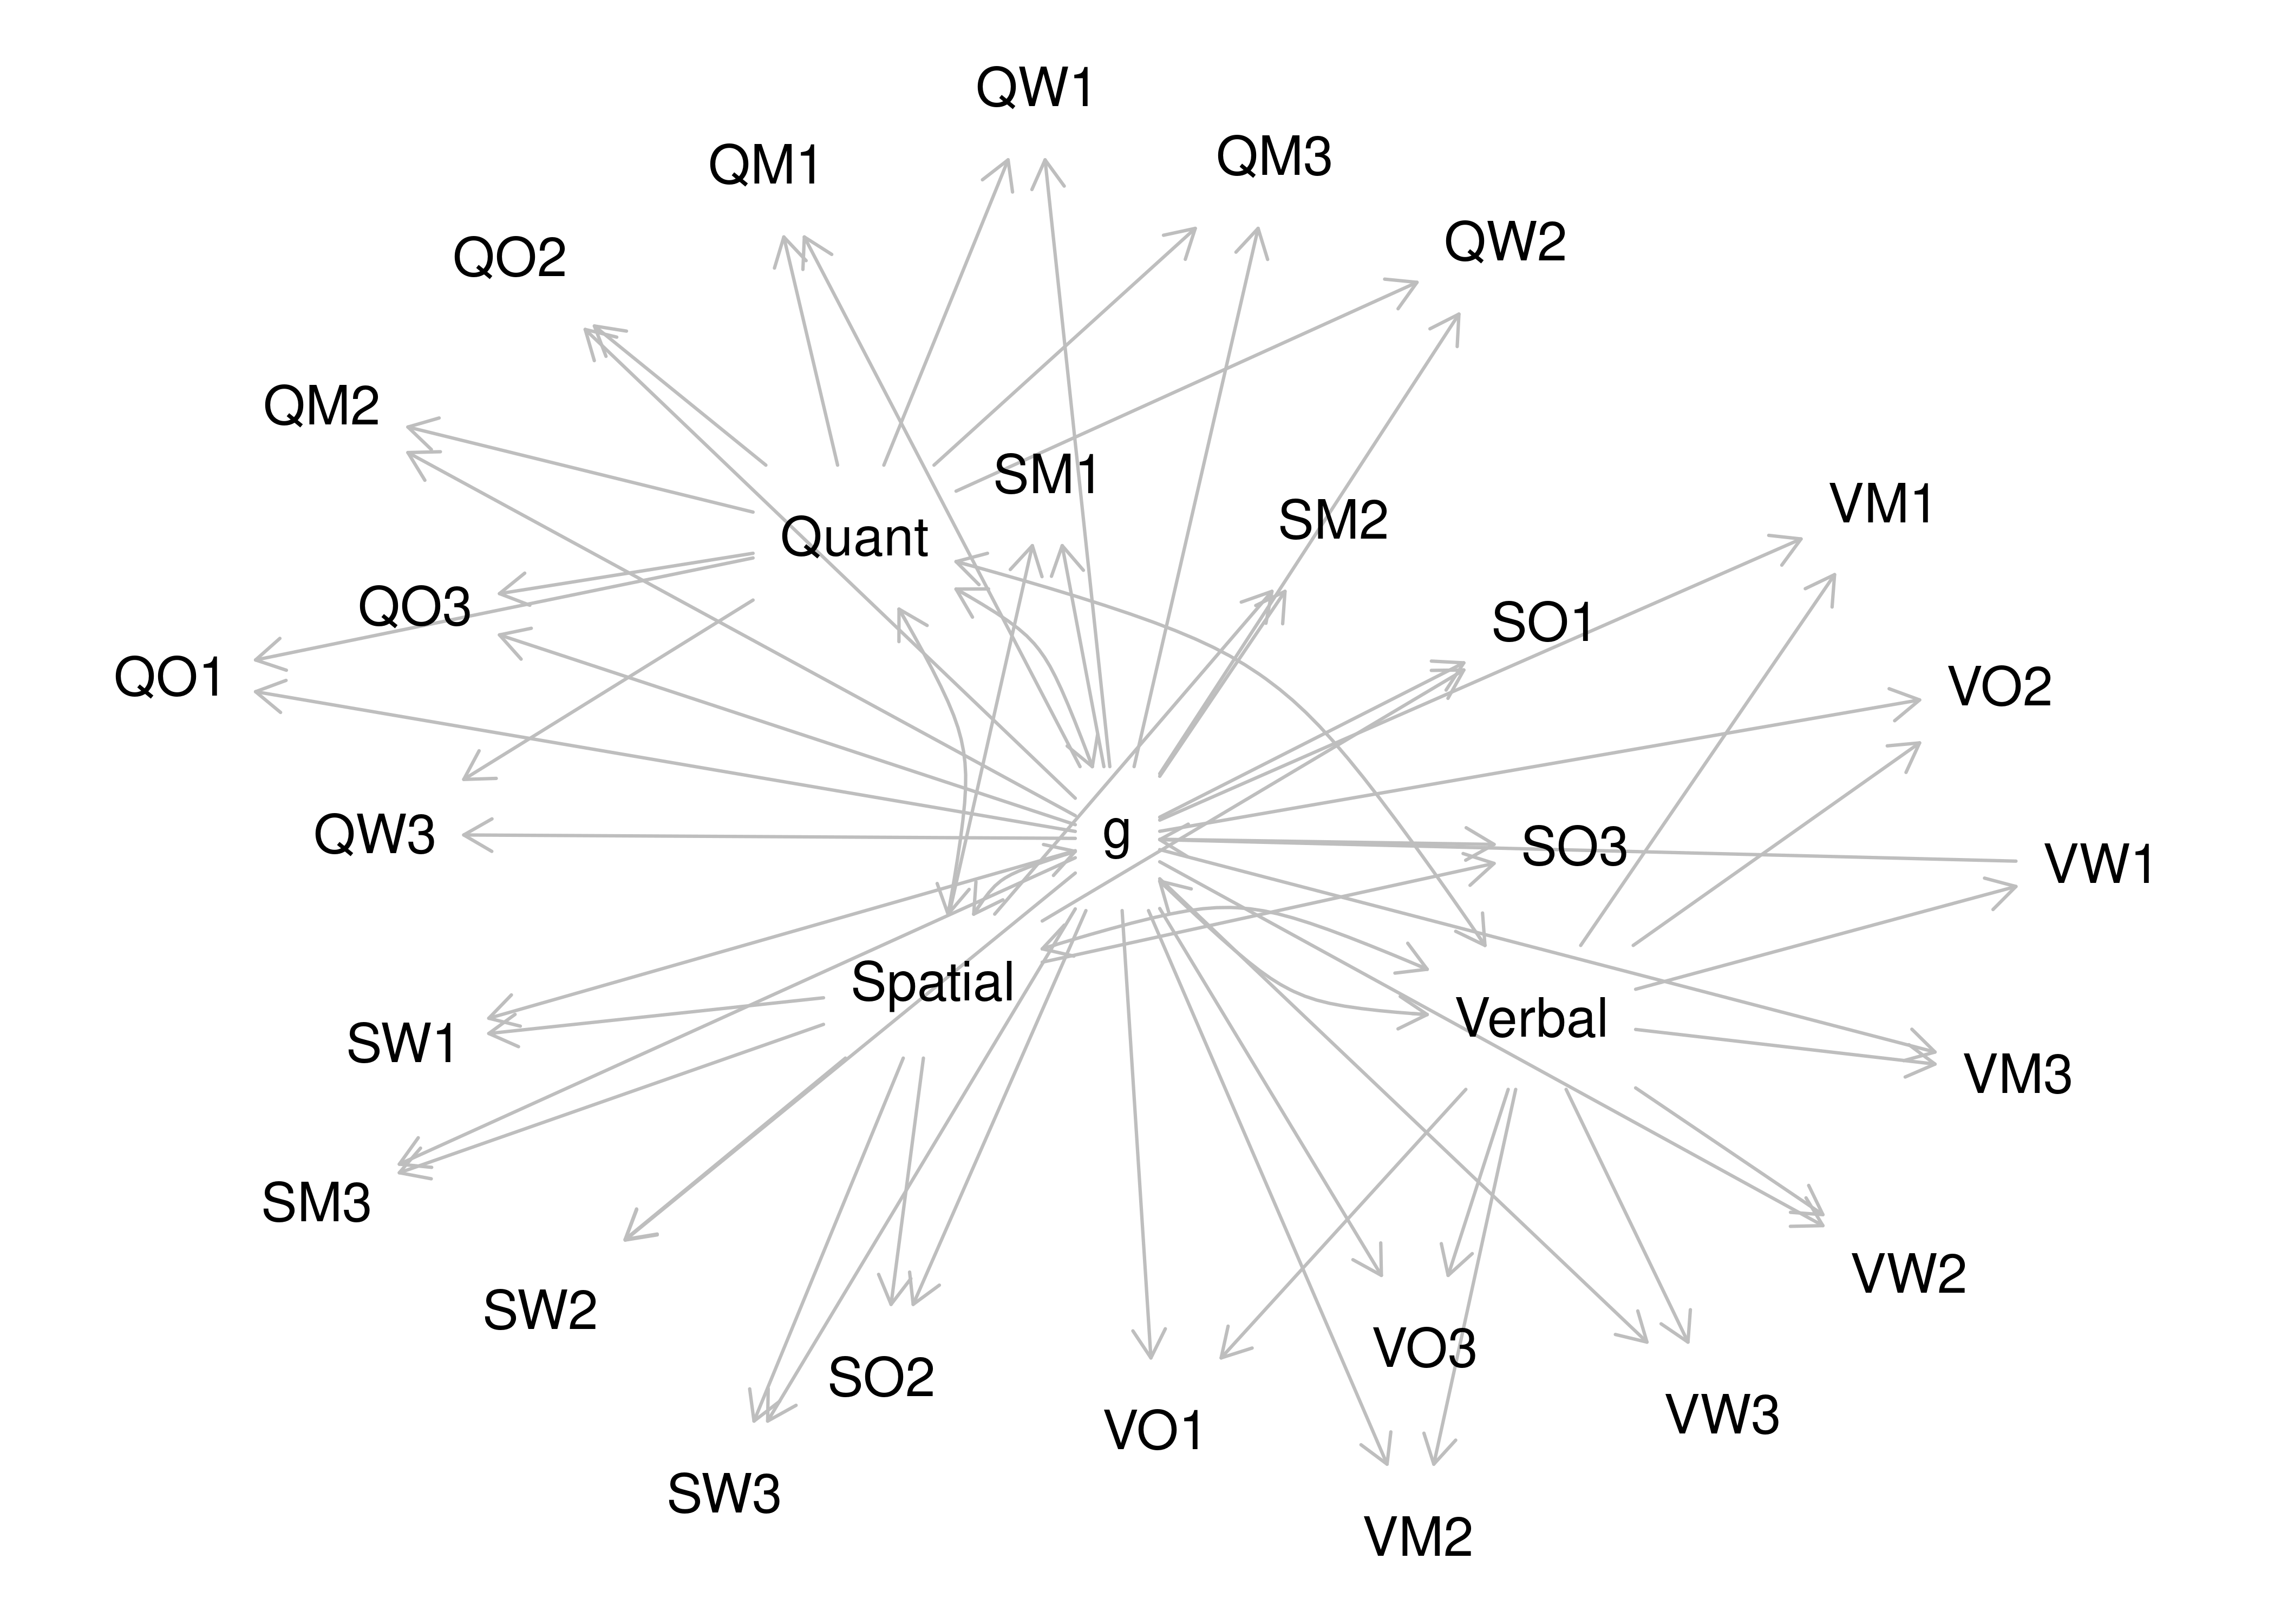 QW1
QM1
QM3
QO2
QW2
QM2
SM1
VM1
Quant
SM2
QO3
SO1
QO1
VO2
g
QW3
SO3
VW1
Spatial
Verbal
SW1
VM3
SM3
VW2
SW2
VO3
SO2
VW3
VO1
SW3
VM2